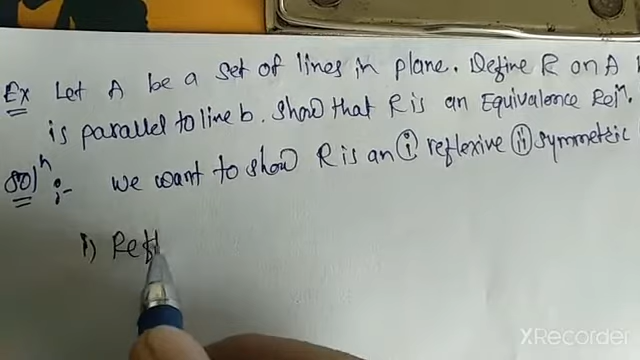 Ex Let A be a set of lines in plane. Define R on A
is parallel to line b. show that R is an Equivalence Relⁿ.
Solⁿ :- we want to show R is an (i) reflexive (ii) symmetric
i) Refl
XRecorder